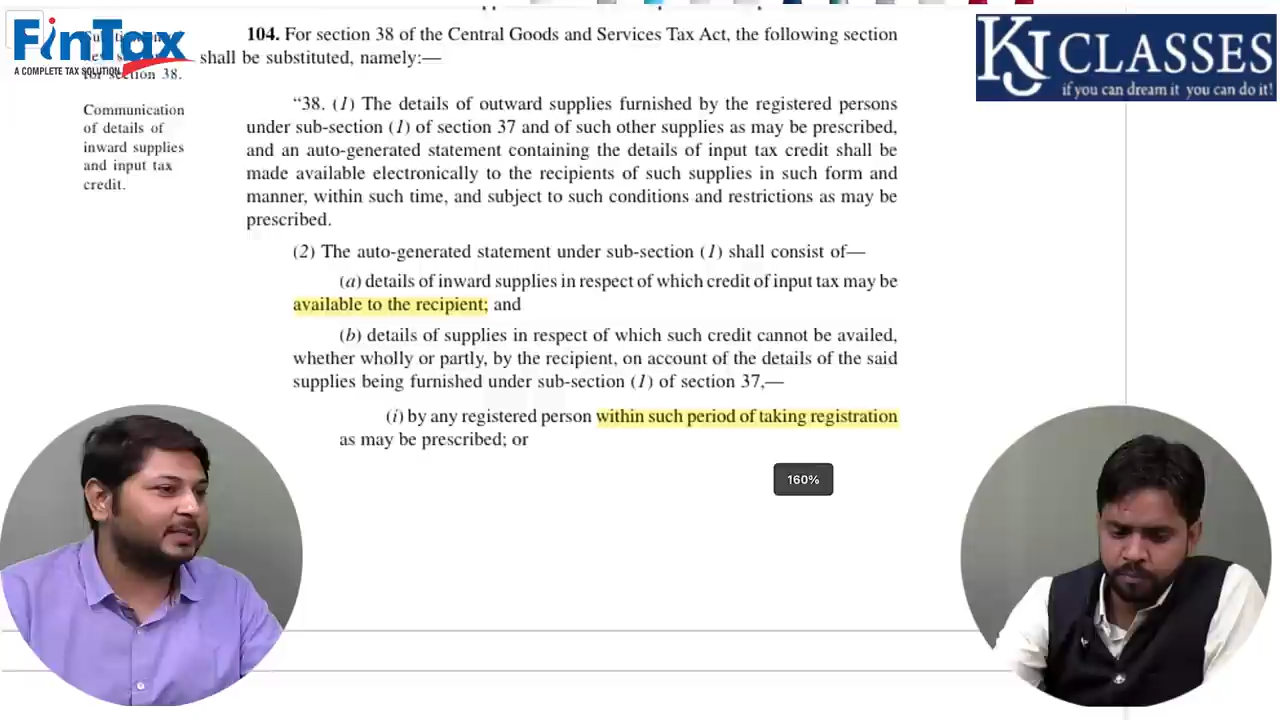 FinTax
A COMPLETE TAX SOLUTION
KJ CLASSES
if you can dream it you can do it!
for section 38.
104. For section 38 of the Central Goods and Services Tax Act, the following section
shall be substituted, namely:—
Communication
of details of
inward supplies
and input tax
credit.
“38. (1) The details of outward supplies furnished by the registered persons
under sub-section (1) of section 37 and of such other supplies as may be prescribed,
and an auto-generated statement containing the details of input tax credit shall be
made available electronically to the recipients of such supplies in such form and
manner, within such time, and subject to such conditions and restrictions as may be
prescribed.
(2) The auto-generated statement under sub-section (1) shall consist of—
(a) details of inward supplies in respect of which credit of input tax may be
available to the recipient; and
(b) details of supplies in respect of which such credit cannot be availed,
whether wholly or partly, by the recipient, on account of the details of the said
supplies being furnished under sub-section (1) of section 37,—
(i) by any registered person within such period of taking registration
as may be prescribed; or
160%